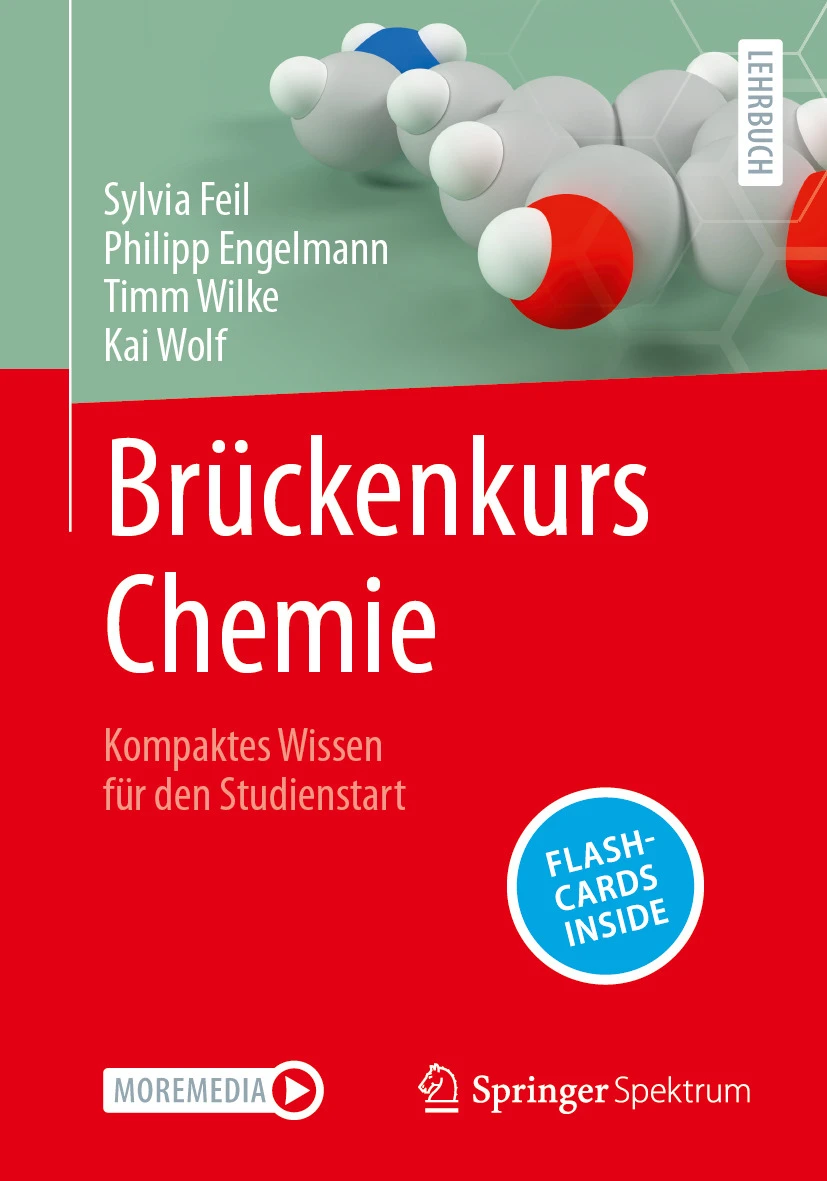 LEHRBUCH
Sylvia Feil
Philipp Engelmann
Timm Wilke
Kai Wolf
Brückenkurs
Chemie
Kompaktes Wissen
für den Studienstart
FLASH-
CARDS
INSIDE
MOREMEDIA
Springer Spektrum